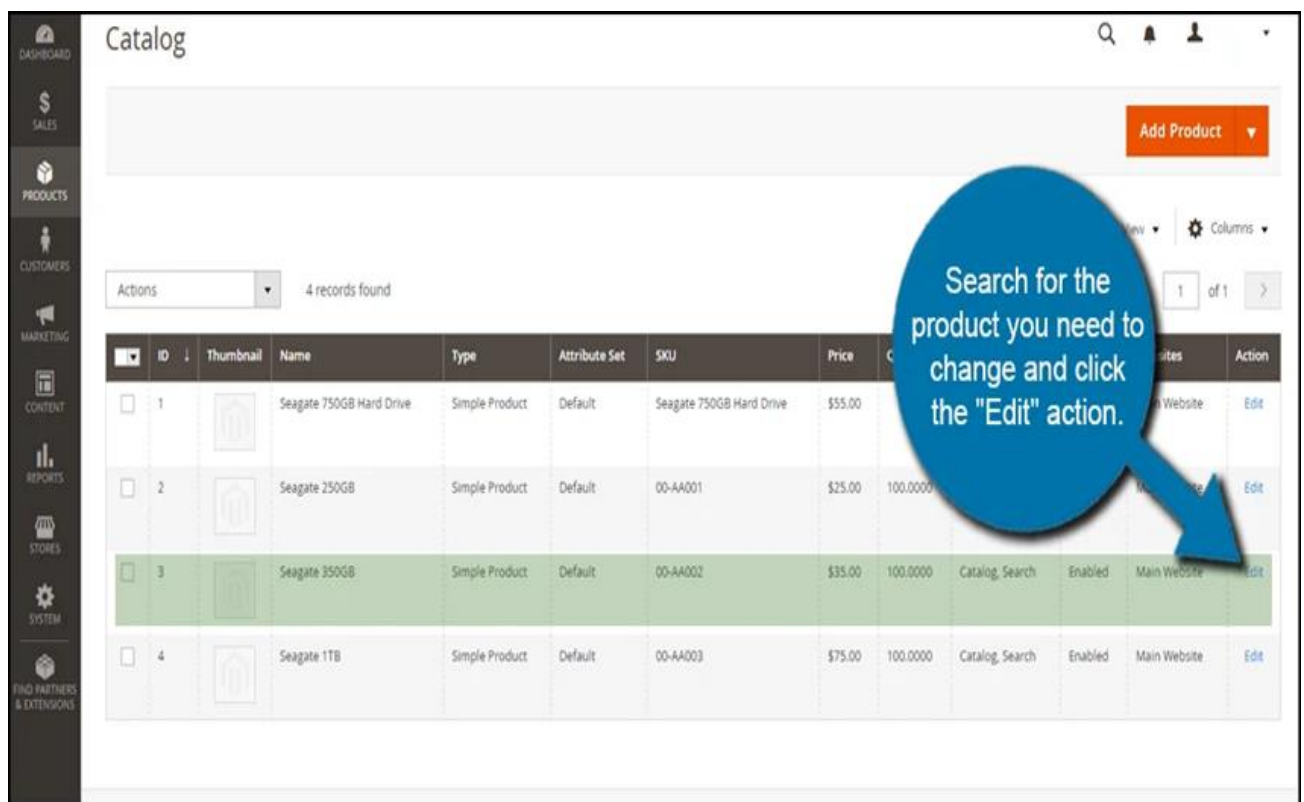 DASHBOARD
SALES
PRODUCTS
CUSTOMERS
MARKETING
CONTENT
REPORTS
STORES
SYSTEM
FIND PARTNERS
& EXTENSIONS
Catalog
Add Product
Columns
Actions 4 records found 1 of 1
Search for the
product you need to
change and click
the "Edit" action.
ID Thumbnail Name Type Attribute Set SKU Price Action
1 Seagate 750GB Hard Drive Simple Product Default Seagate 750GB Hard Drive $55.00 Website Edit
2 Seagate 250GB Simple Product Default 00-AA001 $25.00 100.0000 Edit
3 Seagate 350GB Simple Product Default 00-AA002 $35.00 100.0000 Catalog, Search Enabled Main Website Edit
4 Seagate 1TB Simple Product Default 00-AA003 $75.00 100.0000 Catalog, Search Enabled Main Website Edit